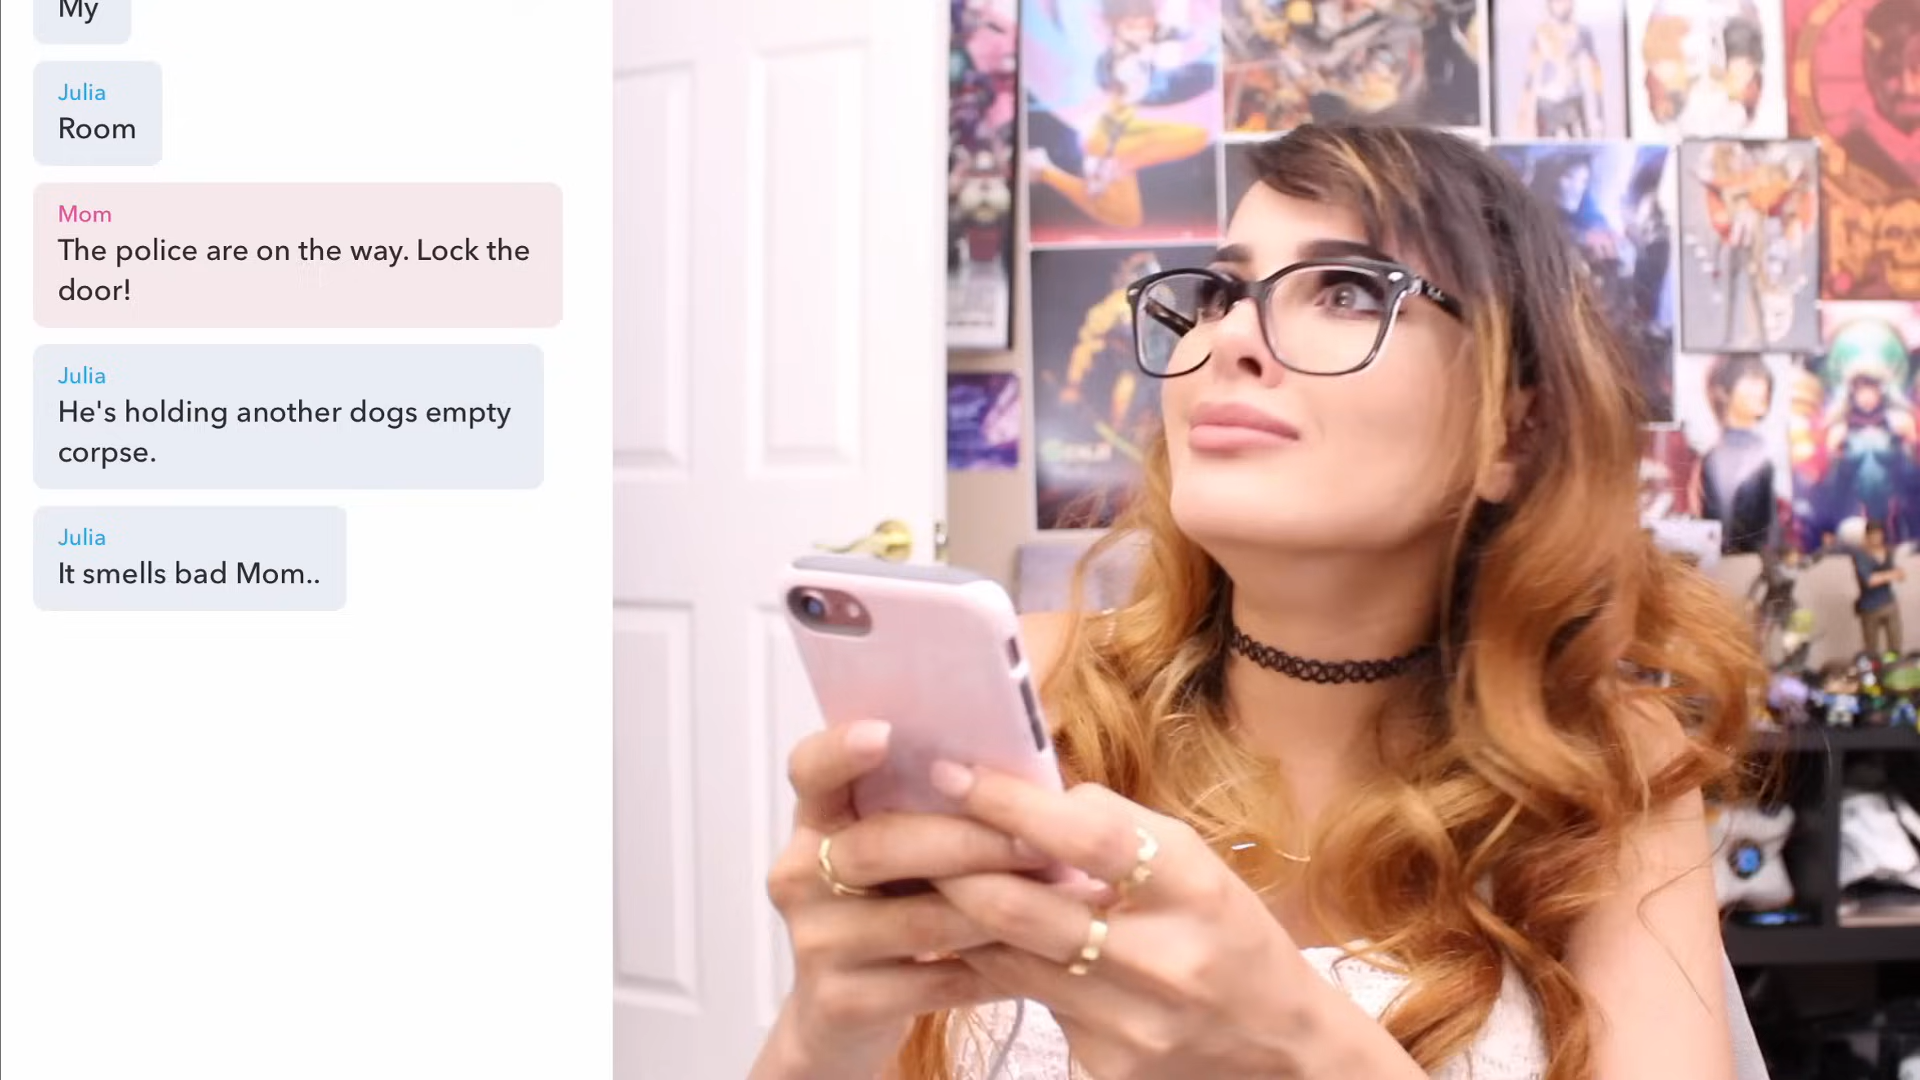 My
Julia
Room
Mom
The police are on the way. Lock the
door!
Julia
He's holding another dogs empty
corpse.
Julia
It smells bad Mom..